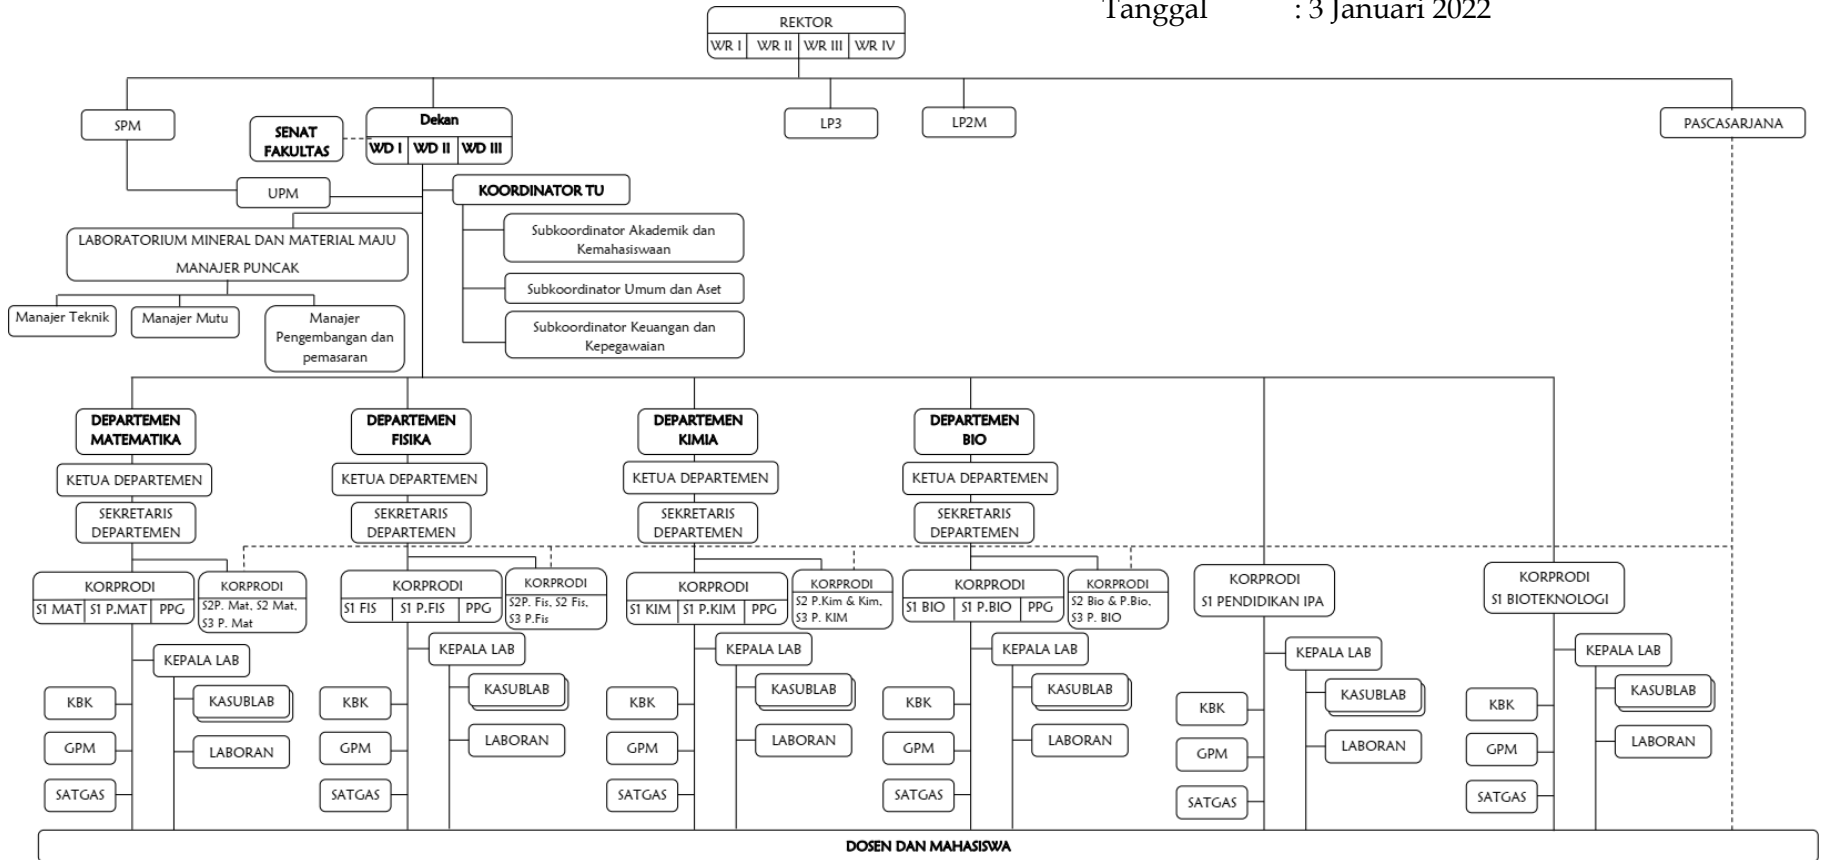 Tanggal : 3 Januari 2022
REKTOR
WR I WR II WR III WR IV
SPM
SENAT
FAKULTAS
Dekan
WD I WD II WD III
LP3
LP2M
PASCASARJANA
UPM
KOORDINATOR TU
Subkoordinator Akademik dan
Kemahasiswaan
Subkoordinator Umum dan Aset
Subkoordinator Keuangan dan
Kepegawaian
LABORATORIUM MINERAL DAN MATERIAL MAJU
MANAJER PUNCAK
Manajer Teknik
Manajer Mutu
Manajer
Pengembangan dan
pemasaran
DEPARTEMEN
MATEMATIKA
KETUA DEPARTEMEN
SEKRETARIS
DEPARTEMEN
KORPRODI
S1 MAT S1 P.MAT PPG
KORPRODI
S2P. Mat, S2 Mat,
S3 P. Mat
KEPALA LAB
KASUBLAB
LABORAN
KBK
GPM
SATGAS
DEPARTEMEN
FISIKA
KETUA DEPARTEMEN
SEKRETARIS
DEPARTEMEN
KORPRODI
S1 FIS S1 P.FIS PPG
KORPRODI
S2P. Fis, S2 Fis,
S3 P.Fis
KEPALA LAB
KASUBLAB
LABORAN
KBK
GPM
SATGAS
DEPARTEMEN
KIMIA
KETUA DEPARTEMEN
SEKRETARIS
DEPARTEMEN
KORPRODI
S1 KIM S1 P.KIM PPG
KORPRODI
S2 P.Kim & Kim,
S3 P. KIM
KEPALA LAB
KASUBLAB
LABORAN
KBK
GPM
SATGAS
DEPARTEMEN
BIO
KETUA DEPARTEMEN
SEKRETARIS
DEPARTEMEN
KORPRODI
S1 BIO S1 P.BIO PPG
KORPRODI
S2 Bio & P.Bio,
S3 P. BIO
KEPALA LAB
KASUBLAB
LABORAN
KBK
GPM
SATGAS
KORPRODI
S1 PENDIDIKAN IPA
KEPALA LAB
KASUBLAB
LABORAN
KBK
GPM
SATGAS
KORPRODI
S1 BIOTEKNOLOGI
KEPALA LAB
KASUBLAB
LABORAN
KBK
GPM
SATGAS
DOSEN DAN MAHASISWA